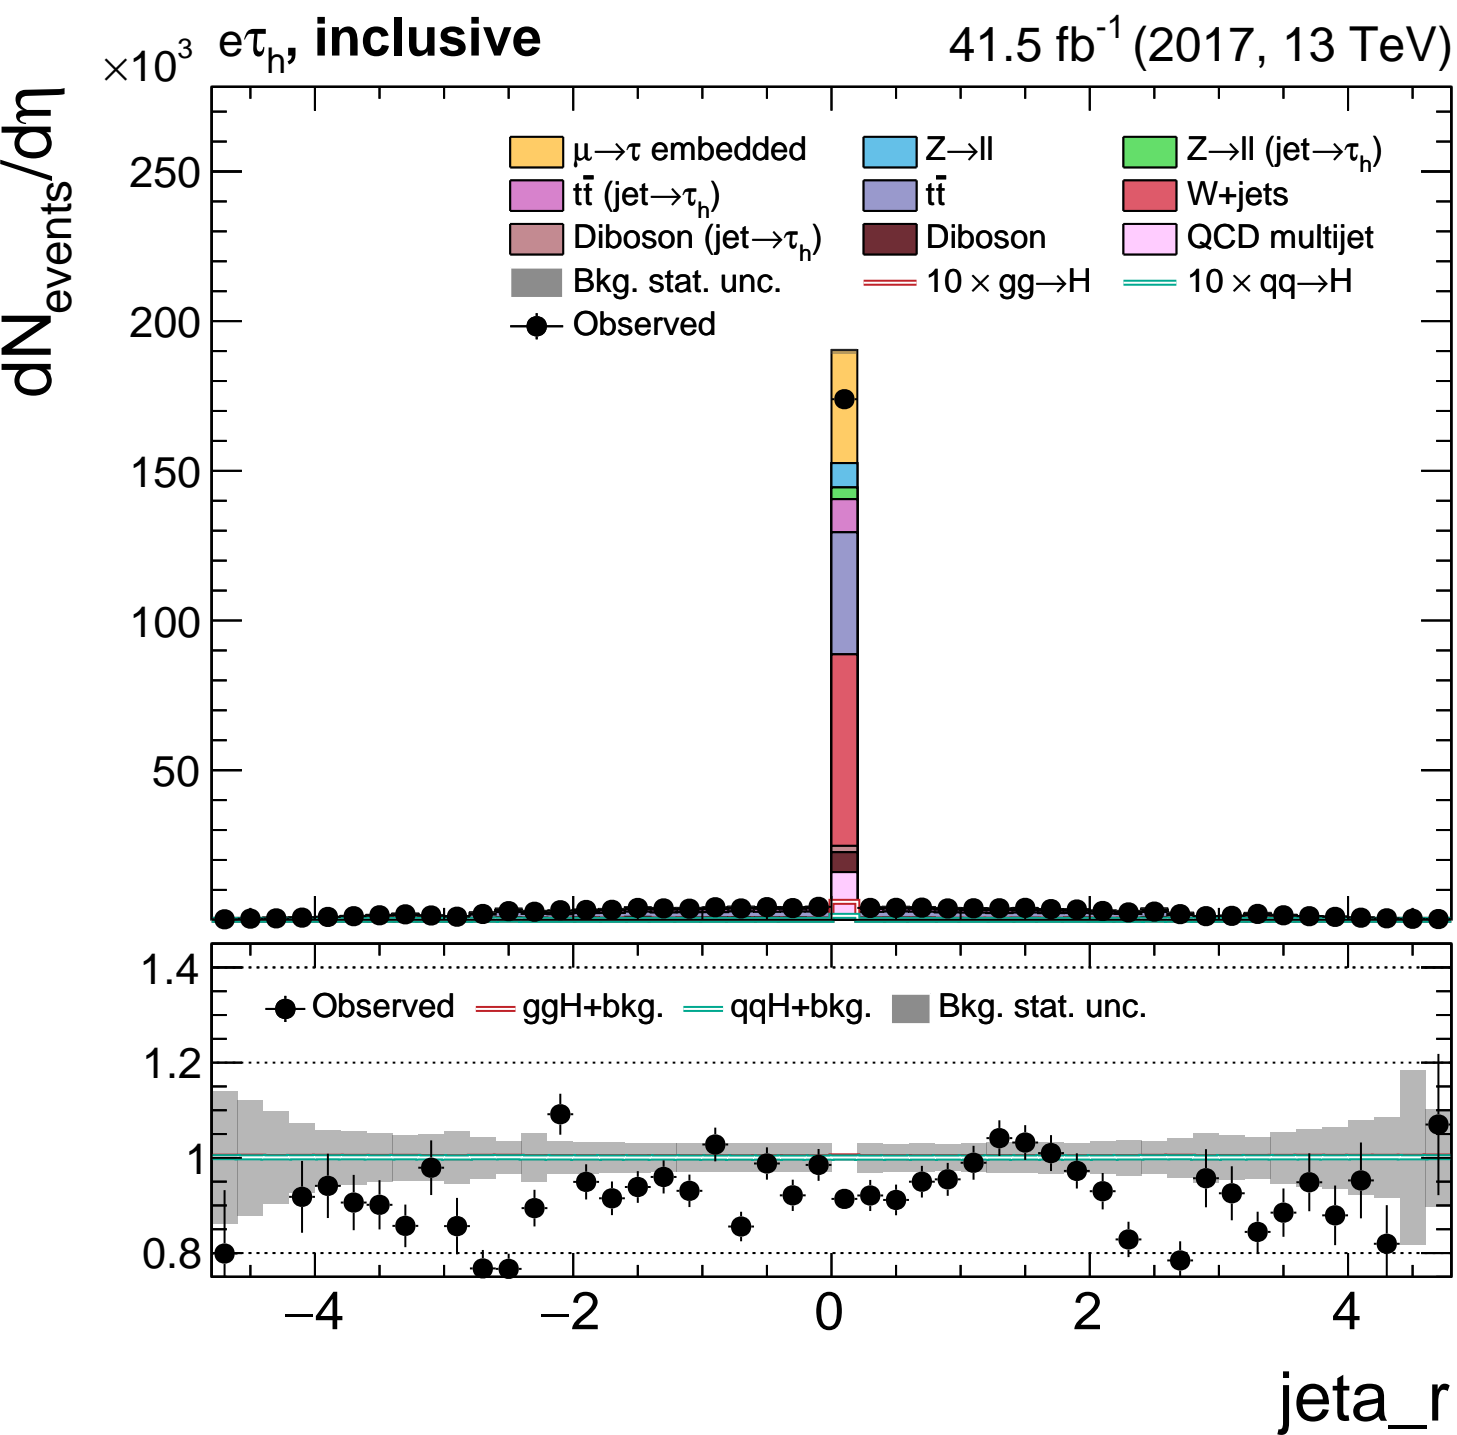 ×10³ eτₕ, inclusive 41.5 fb⁻¹ (2017, 13 TeV)
dN_events/dη
μ→τ embedded Z→ll Z→ll (jet→τₕ)
tt̄ (jet→τₕ) tt̄ W+jets
Diboson (jet→τₕ) Diboson QCD multijet
Bkg. stat. unc. 10 × gg→H 10 × qq→H
Observed
250
200
150
100
50
1.4
Observed ggH+bkg. qqH+bkg. Bkg. stat. unc.
1.2
1
0.8
−4 −2 0 2 4
jeta_r